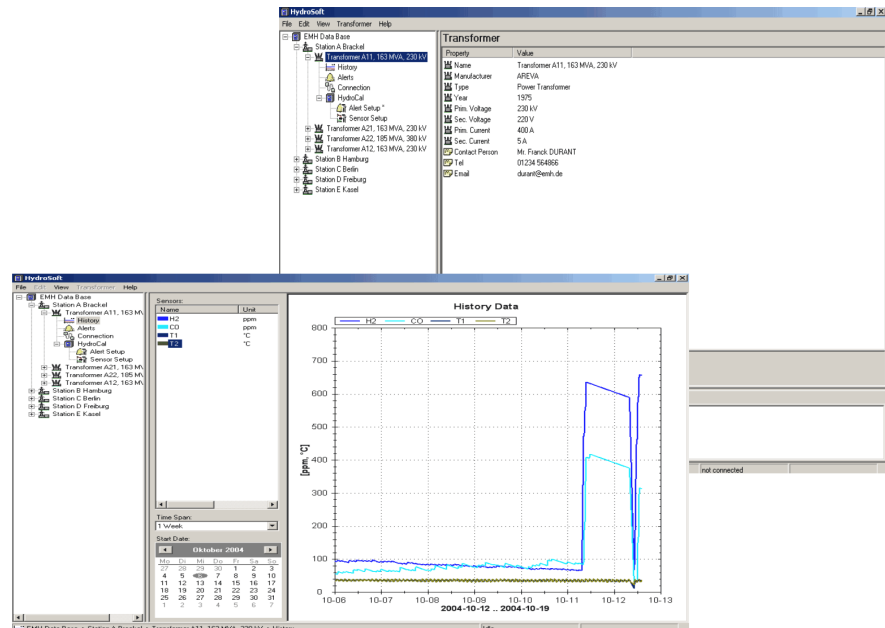 HydroSoft
File Edit View Transformer Help
EMH Data Base
Station A Brackel
Transformer A11, 163 MVA, 230 kV
History
Alerts
Connection
HydroCal
Alert Setup *
Sensor Setup
Transformer A21, 163 MVA, 230 kV
Transformer A22, 185 MVA, 380 kV
Transformer A12, 163 MVA, 230 kV
Station B Hamburg
Station C Berlin
Station D Freiburg
Station E Kasel
Transformer
Property Value
Name Transformer A11, 163 MVA, 230 kV
Manufacturer AREVA
Type Power Transformer
Year 1975
Prim. Voltage 230 kV
Sec. Voltage 220 V
Prim. Current 400 A
Sec. Current 5 A
Contact Person Mr. Franck DURANT
Tel 01234 564866
Email durant@emh.de
not connected
HydroSoft
File Edit View Transformer Help
EMH Data Base
Station A Brackel
Transformer A11, 163 M
History
Alerts
Connection
HydroCal
Alert Setup
Sensor Setup
Transformer A21, 163 M
Transformer A22, 185 M
Transformer A12, 163 M
Station B Hamburg
Station C Berlin
Station D Freiburg
Station E Kasel
Sensors:
Name Unit
H2 ppm
CO ppm
T1 °C
T2 °C
Time Span:
1 Week
Start Date:
Oktober 2004
Mo Di Mi Do Fr Sa So
27 28 29 30 1 2 3
4 5 6 7 8 9 10
11 12 13 14 15 16 17
18 19 20 21 22 23 24
25 26 27 28 29 30 31
1 2 3 4 5 6 7
History Data
H2 CO T1 T2
800
700
600
500
400
300
200
100
0
[ppm, °C]
10-06 10-07 10-08 10-09 10-10 10-11 10-12 10-13
2004-10-12 .. 2004-10-19